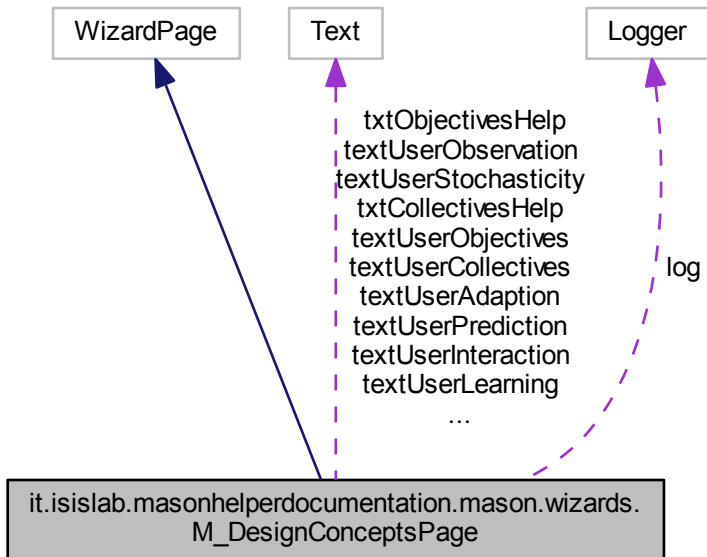 WizardPage
Text
Logger
txtObjectivesHelp
textUserObservation
textUserStochasticity
txtCollectivesHelp
textUserObjectives
textUserCollectives
textUserAdaption
textUserPrediction
textUserInteraction
textUserLearning
...
log
it.isislab.masonhelperdocumentation.mason.wizards.
M_DesignConceptsPage